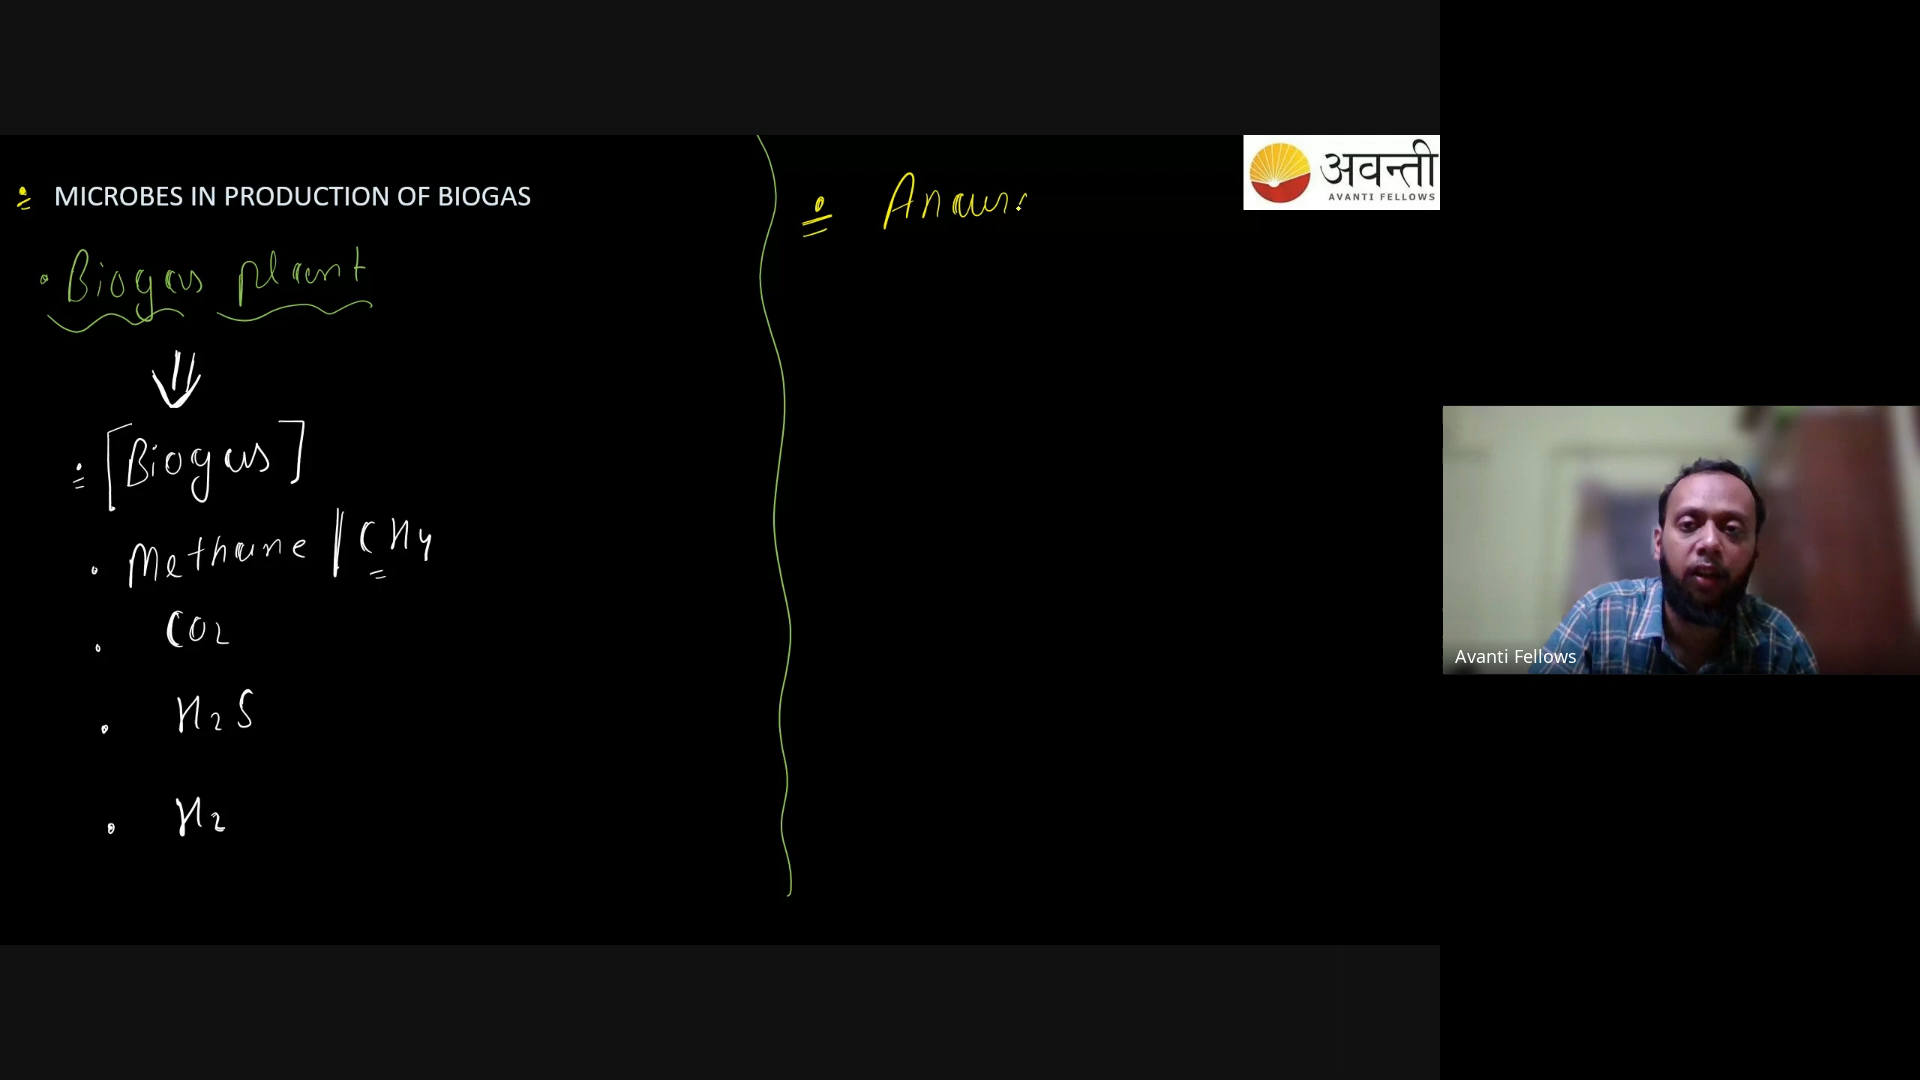 MICROBES IN PRODUCTION OF BIOGAS
Biogas plant
[Biogas]
Methane | CH4
CO2
H2S
H2
अवन्ती
AVANTI FELLOWS
Avanti Fellows